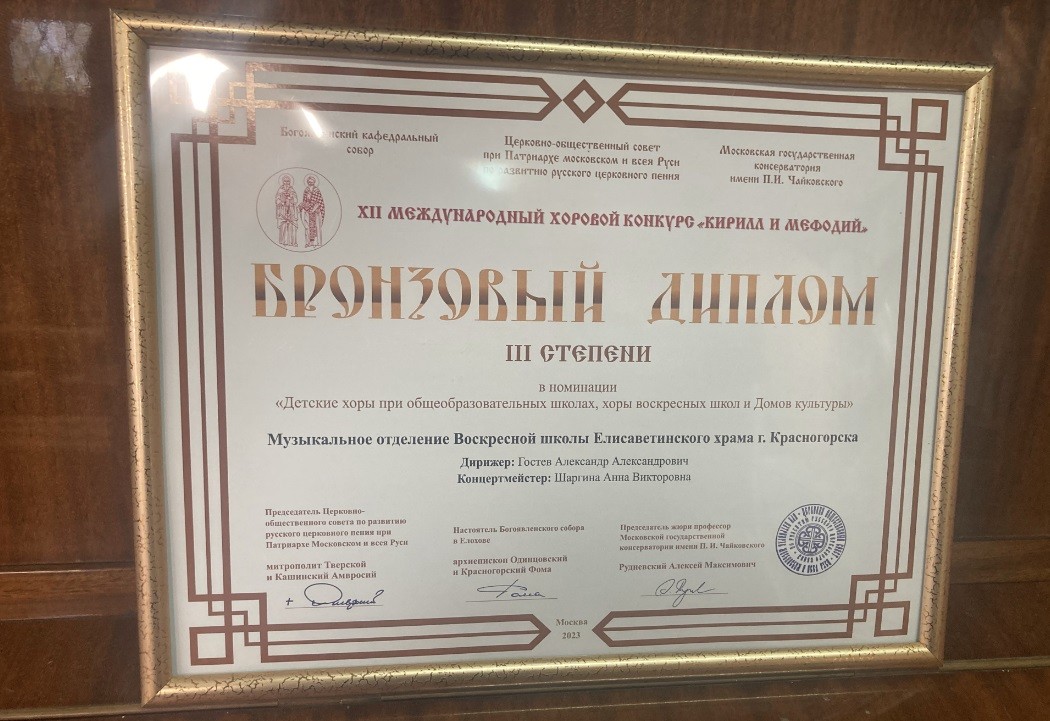 Богоявленский кафедральный
собор
Церковно-общественный совет
при Патриархе московском и всея Руси
по развитию русского церковного пения
Московская государственная
консерватория
имени П.И. Чайковского
XII МЕЖДУНАРОДНЫЙ ХОРОВОЙ КОНКУРС «КИРИЛЛ И МЕФОДИЙ»
БРОНЗОВЫЙ ДИПЛОМ
III СТЕПЕНИ
в номинации
«Детские хоры при общеобразовательных школах, хоры воскресных школ и Домов культуры»
Музыкальное отделение Воскресной школы Елисаветинского храма г. Красногорска
Дирижер: Гостев Александр Александрович
Концертмейстер: Шаргина Анна Викторовна
Председатель Церковно-
общественного совета по развитию
русского церковного пения при
Патриархе Московском и всея Руси
митрополит Тверской
и Кашинский Амвросий
Настоятель Богоявленского собора
в Елохове
архиепископ Одинцовский
и Красногорский Фома
Председатель жюри профессор
Московской государственной
консерватории имени П. И. Чайковского
Рудневский Алексей Максимович
Москва
2023